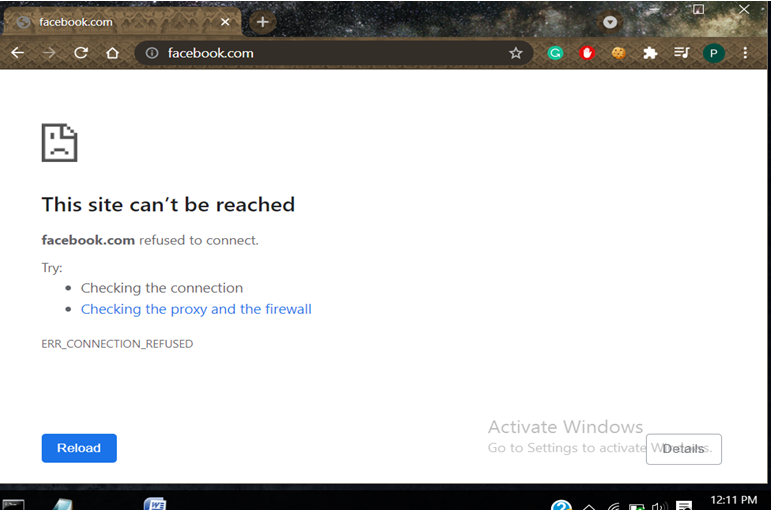 facebook.com
facebook.com
P
This site can’t be reached
facebook.com refused to connect.
Try:
Checking the connection
Checking the proxy and the firewall
ERR_CONNECTION_REFUSED
Activate Windows
Go to Settings to activate Windows.
Reload
Details
12:11 PM